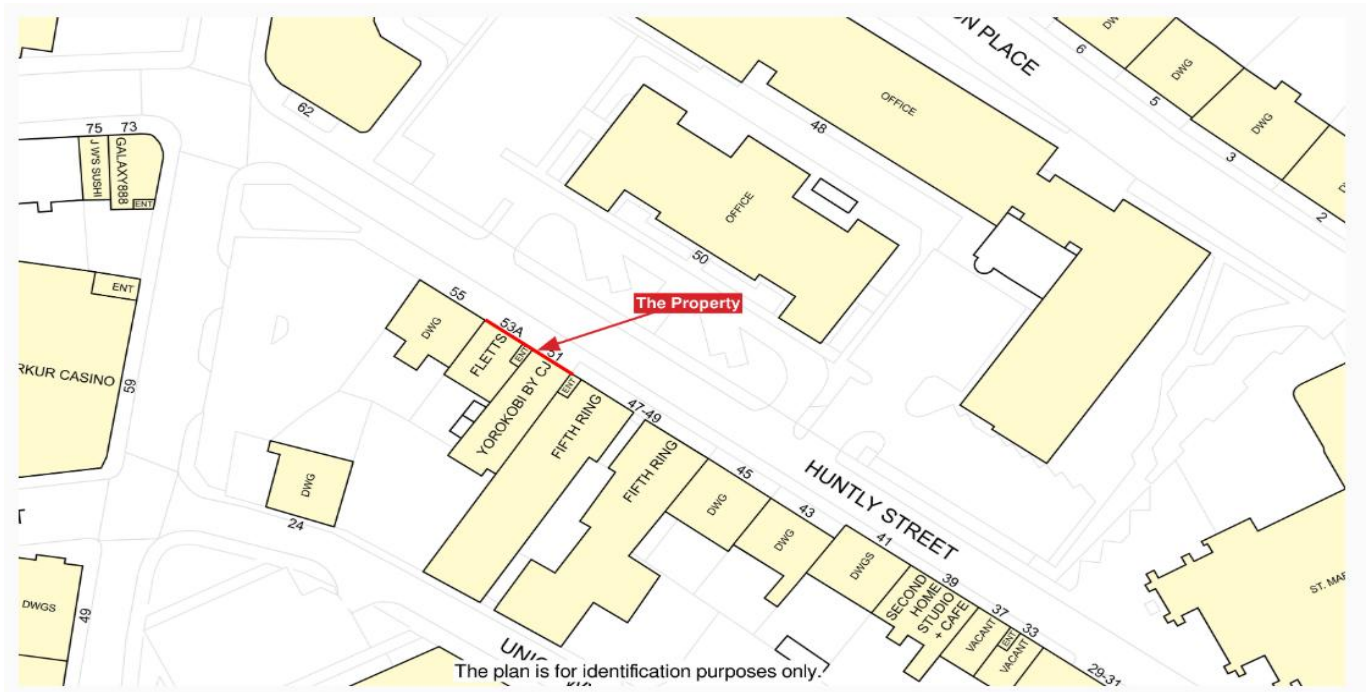 ON PLACE
6
DWG
DWG
5
DWG
3
2
OFFICE
48
62
75
73
J W'S SUSHI
GALAXY888
ENT
OFFICE
50
ENT
RKUR CASINO
59
The Property
55
DWG
53A
FLETTS
ENT
51
YOROKOBI BY CJ
ENT
FIFTH RING
47-49
FIFTH RING
45
DWG
43
DWG
41
DWGS
39
SECOND
HOME
STUDIO
+ CAFE
37
VACANT
ENT
33
VACANT
29-31
HUNTLY STREET
DWG
24
DWGS
49
ST. MAR
UNIO
The plan is for identification purposes only.